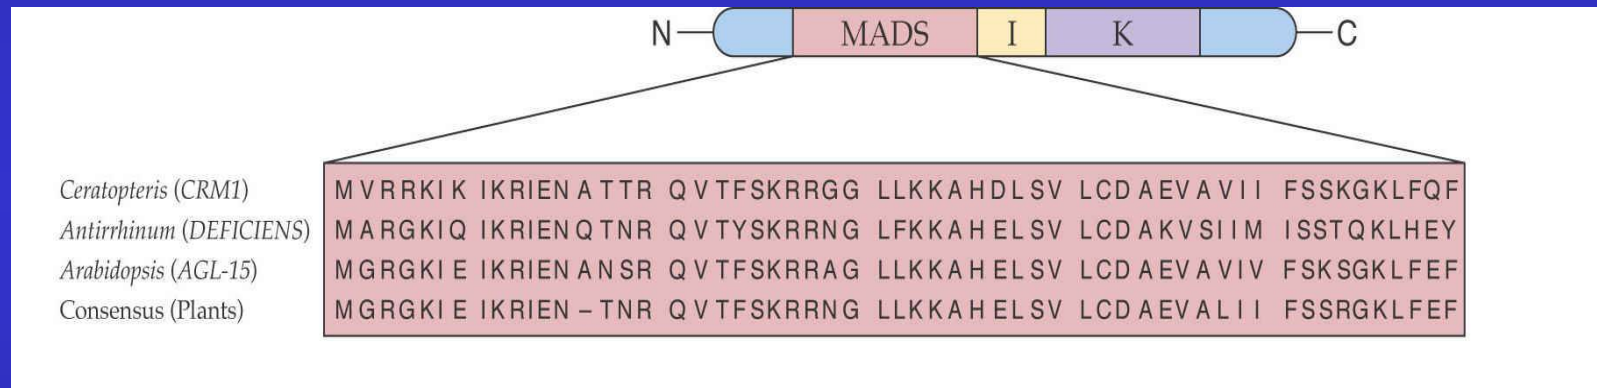 N MADS I K C
Ceratopteris (CRM1) MVRRKIK IKRIENATTR QVTFSKRRGG LLKKAHDLSV LCDAEVAVII FSSKGKLFQF
Antirrhinum (DEFICIENS) MARGKIQ IKRIENQTNR QVTYSKRRNG LFKKAHELSV LCDAKVSIIM ISSTQKLHEY
Arabidopsis (AGL-15) MGRGKIE IKRIENANSR QVTFSKRRAG LLKKAHELSV LCDAEVAVIV FSKSGKLFEF
Consensus (Plants) MGRGKIE IKRIEN–TNR QVTFSKRRNG LLKKAHELSV LCDAEVALII FSSRGKLFEF